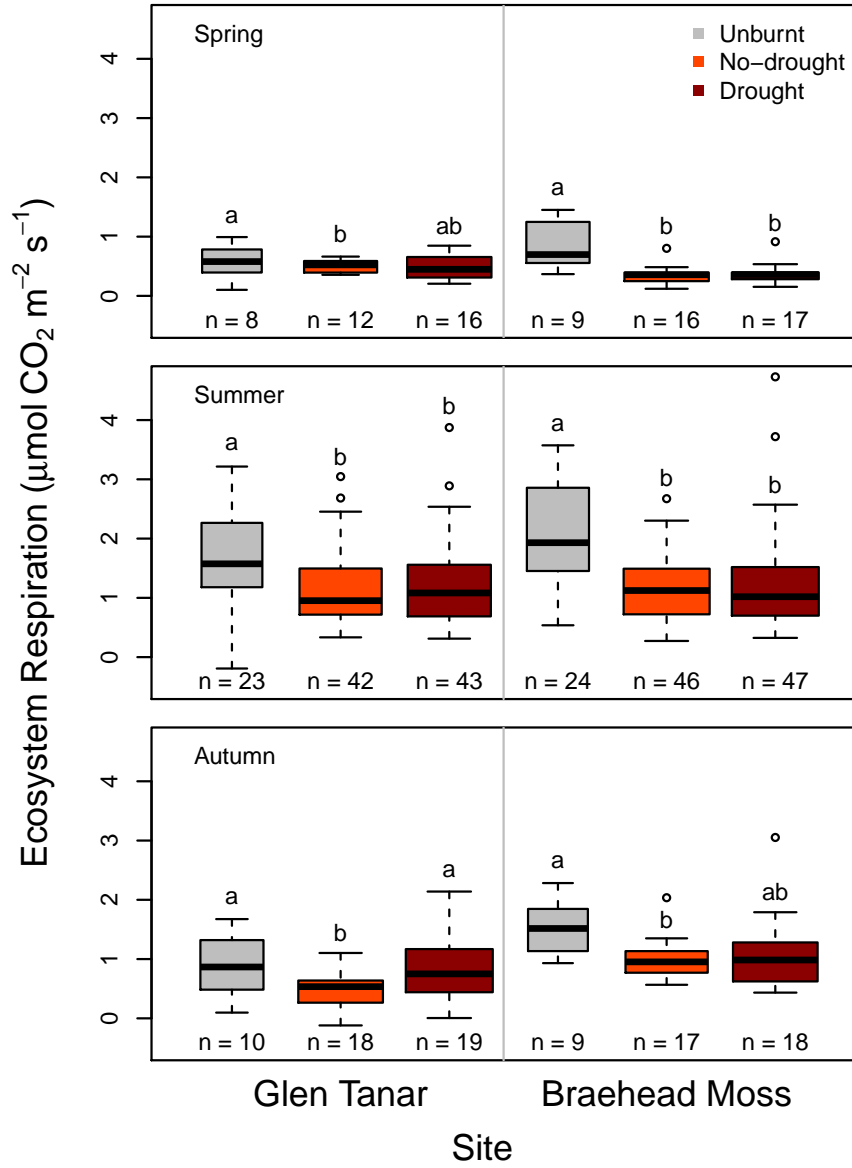 Ecosystem Respiration (μmol CO₂ m⁻² s⁻¹)
Spring
Unburnt
No−drought
Drought
4
3
2
1
0
a
b
ab
a
b
b
n = 8
n = 12
n = 16
n = 9
n = 16
n = 17
Summer
4
3
2
1
0
a
b
b
a
b
b
n = 23
n = 42
n = 43
n = 24
n = 46
n = 47
Autumn
4
3
2
1
0
a
b
a
a
b
ab
n = 10
n = 18
n = 19
n = 9
n = 17
n = 18
Glen Tanar
Braehead Moss
Site